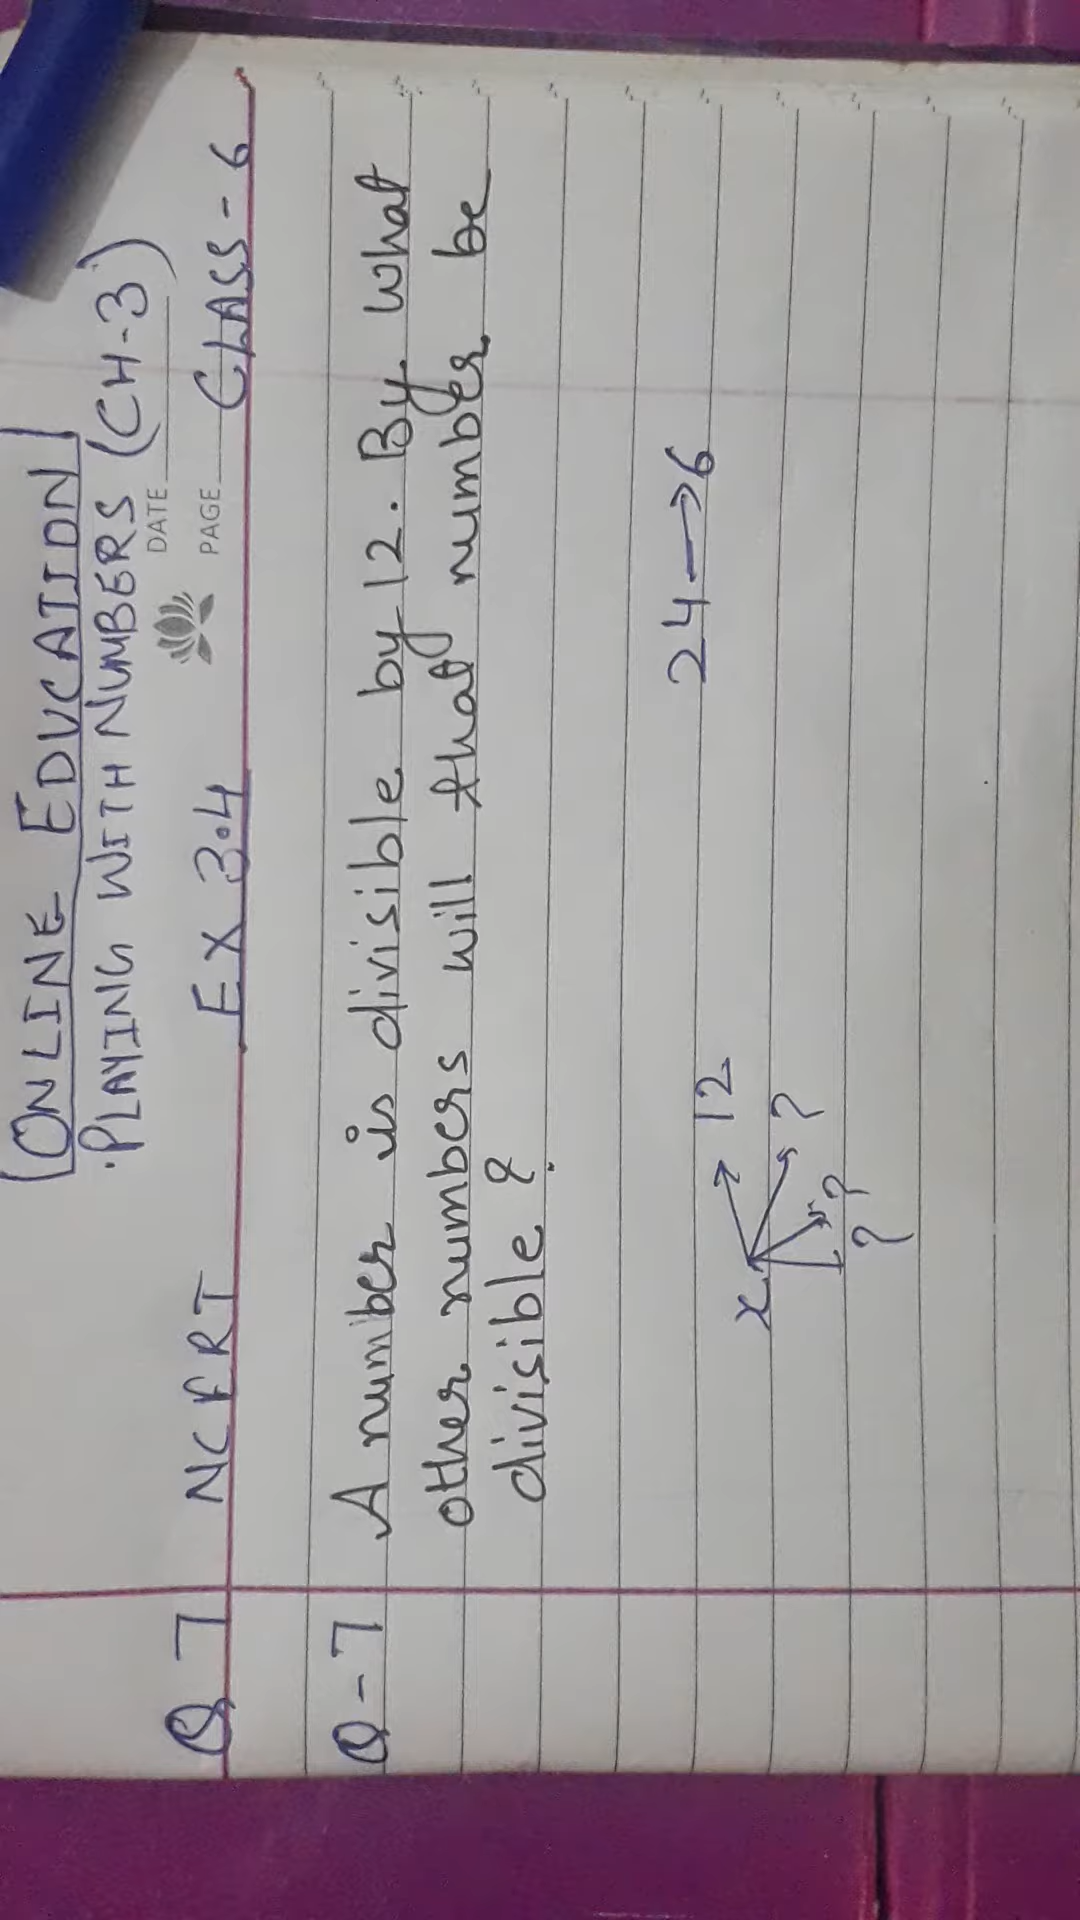 ONLINE EDUCATION
PLAYING WITH NUMBERS (CH-3)
DATE
PAGE
Q 7 NCERT EX 3.4 CLASS-6
Q-7 A number is divisible by 12. By what
other numbers will that number be
divisible ?
x 12 24 → 6
?
?
?